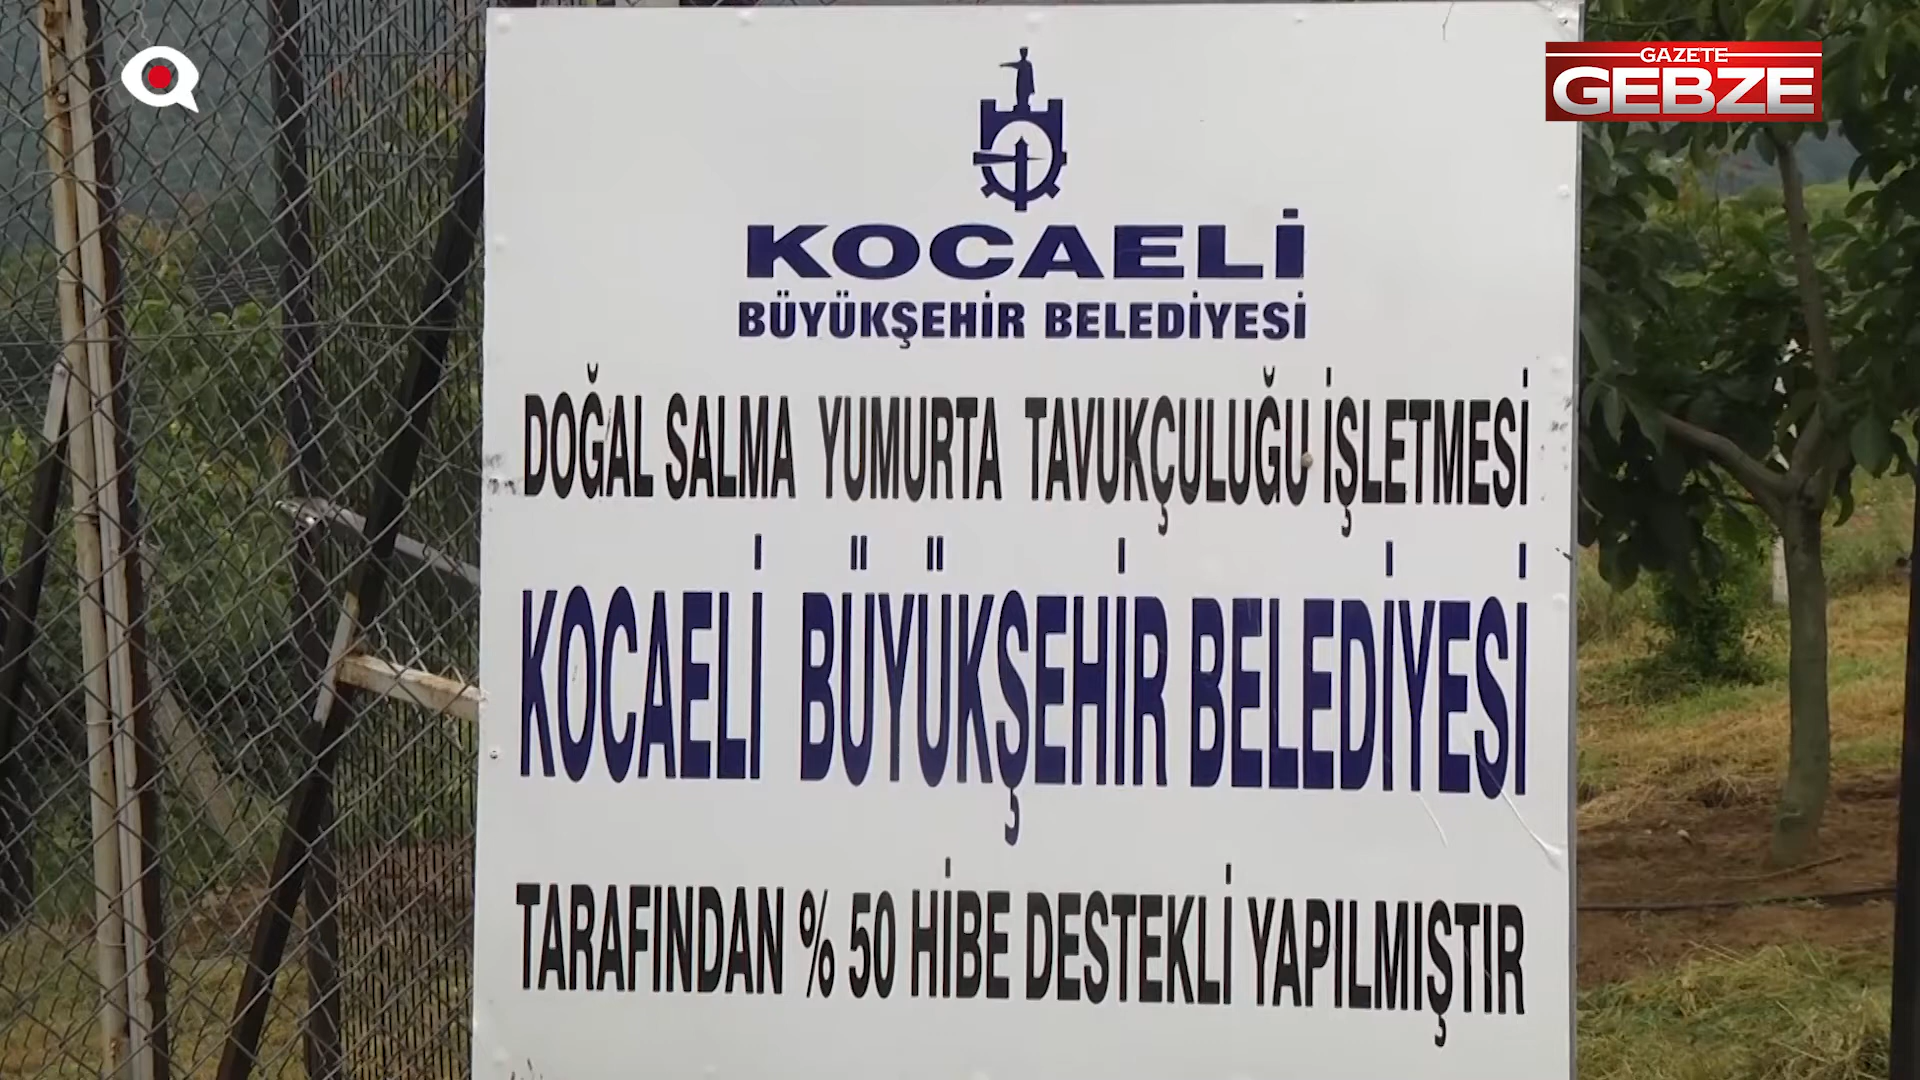 GAZETE
GEBZE
KOCAELİ
BÜYÜKŞEHİR BELEDİYESİ
DOĞAL SALMA YUMURTA TAVUKÇULUĞU İŞLETMESİ
KOCAELİ BÜYÜKŞEHİR BELEDİYESİ
TARAFINDAN % 50 HİBE DESTEKLİ YAPILMIŞTIR